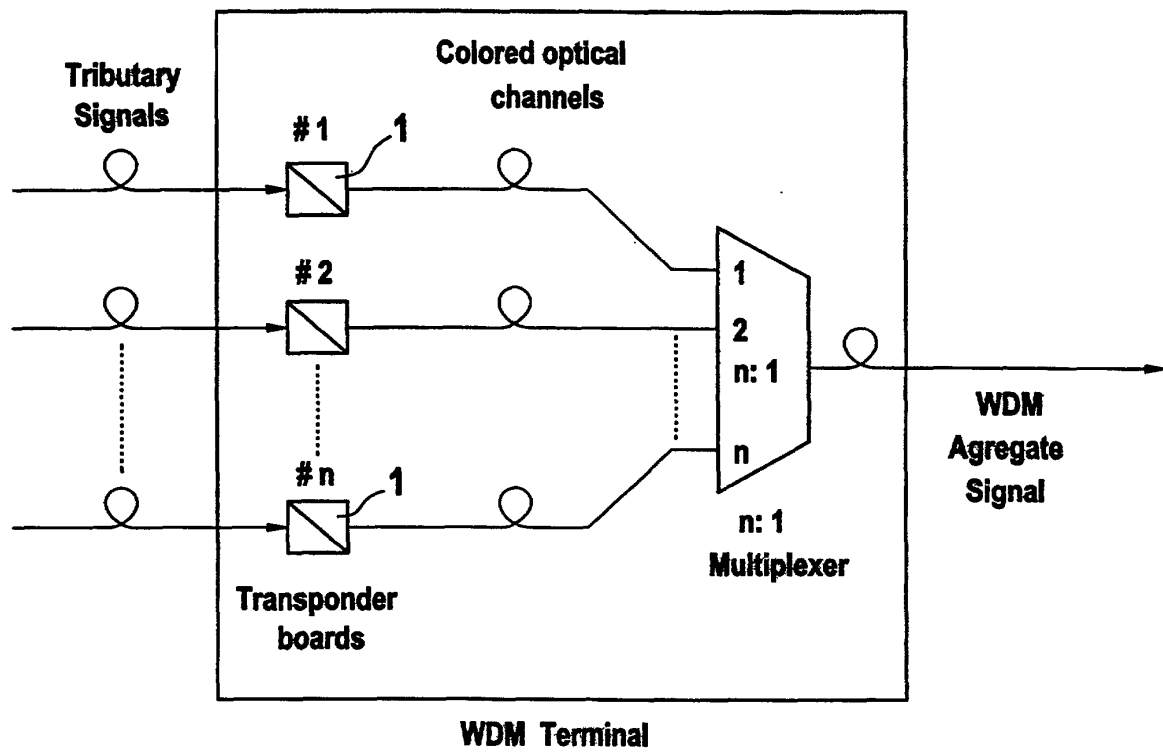 Tributary
Signals
Colored optical
channels
# 1
1
# 2
# n
1
1
2
n: 1
n
n: 1
Multiplexer
Transponder
boards
WDM
Agregate
Signal
WDM Terminal